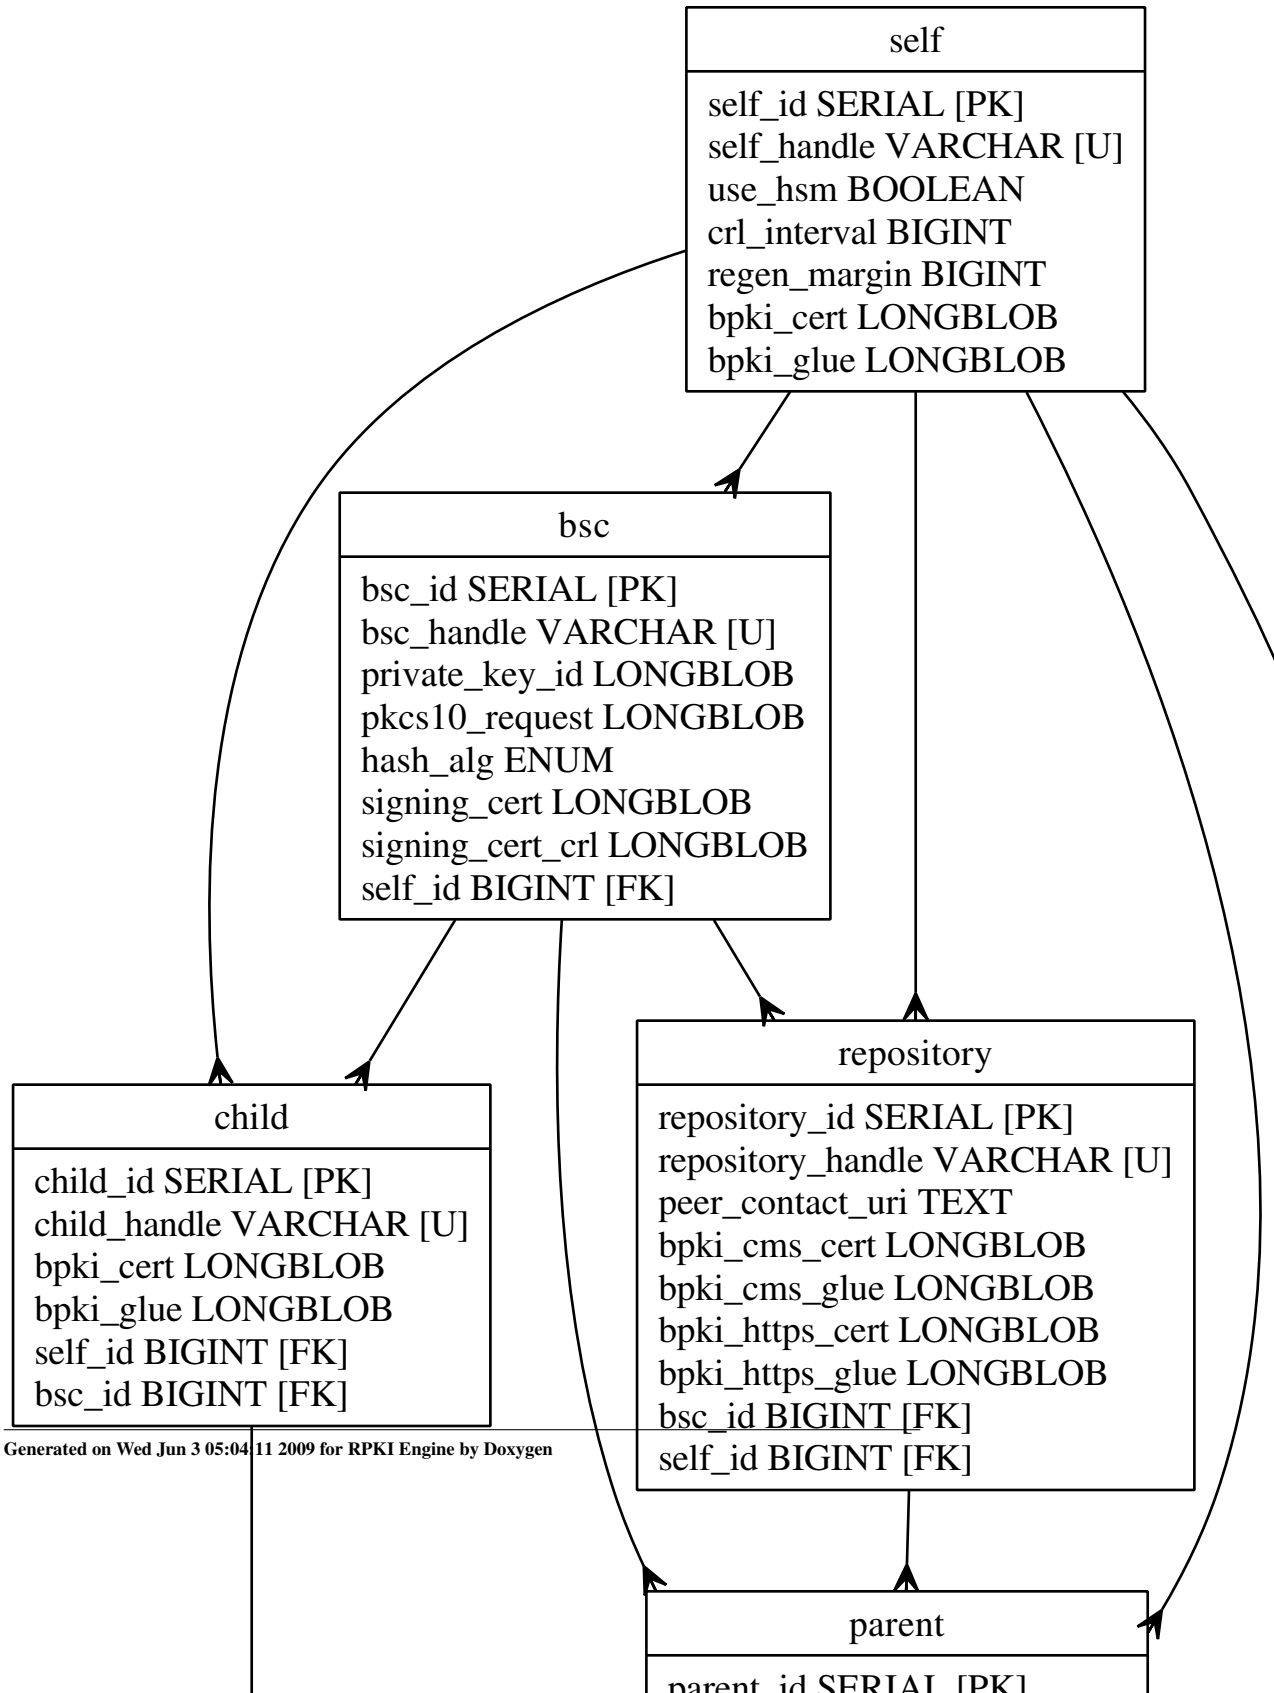 self
self_id SERIAL [PK]
self_handle VARCHAR [U]
use_hsm BOOLEAN
crl_interval BIGINT
regen_margin BIGINT
bpki_cert LONGBLOB
bpki_glue LONGBLOB
bsc
bsc_id SERIAL [PK]
bsc_handle VARCHAR [U]
private_key_id LONGBLOB
pkcs10_request LONGBLOB
hash_alg ENUM
signing_cert LONGBLOB
signing_cert_crl LONGBLOB
self_id BIGINT [FK]
repository
repository_id SERIAL [PK]
repository_handle VARCHAR [U]
peer_contact_uri TEXT
bpki_cms_cert LONGBLOB
bpki_cms_glue LONGBLOB
bpki_https_cert LONGBLOB
bpki_https_glue LONGBLOB
bsc_id BIGINT [FK]
self_id BIGINT [FK]
child
child_id SERIAL [PK]
child_handle VARCHAR [U]
bpki_cert LONGBLOB
bpki_glue LONGBLOB
self_id BIGINT [FK]
bsc_id BIGINT [FK]
Generated on Wed Jun 3 05:04:11 2009 for RPKI Engine by Doxygen
parent
parent_id SERIAL [PK]